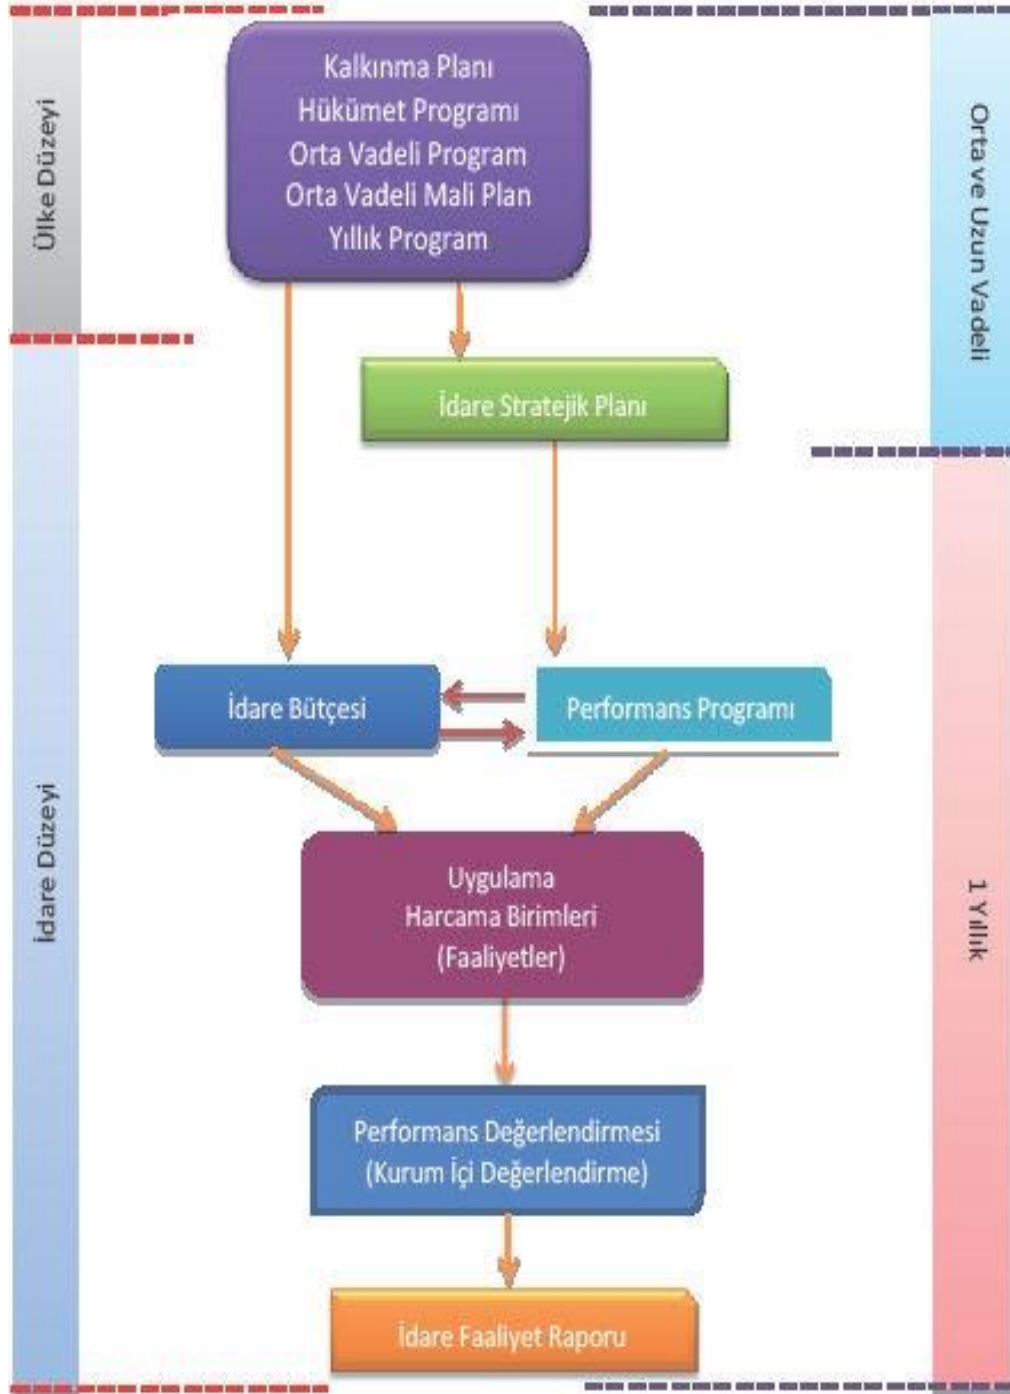 Ülke Düzeyi
Kalkınma Planı
Hükümet Programı
Orta Vadeli Program
Orta Vadeli Mali Plan
Yıllık Program
Orta ve Uzun Vadeli
İdare Stratejik Planı
İdare Düzeyi
İdare Bütçesi
Performans Programı
1 Yıllık
Uygulama
Harcama Birimleri
(Faaliyetler)
Performans Değerlendirmesi
(Kurum İçi Değerlendirme)
İdare Faaliyet Raporu